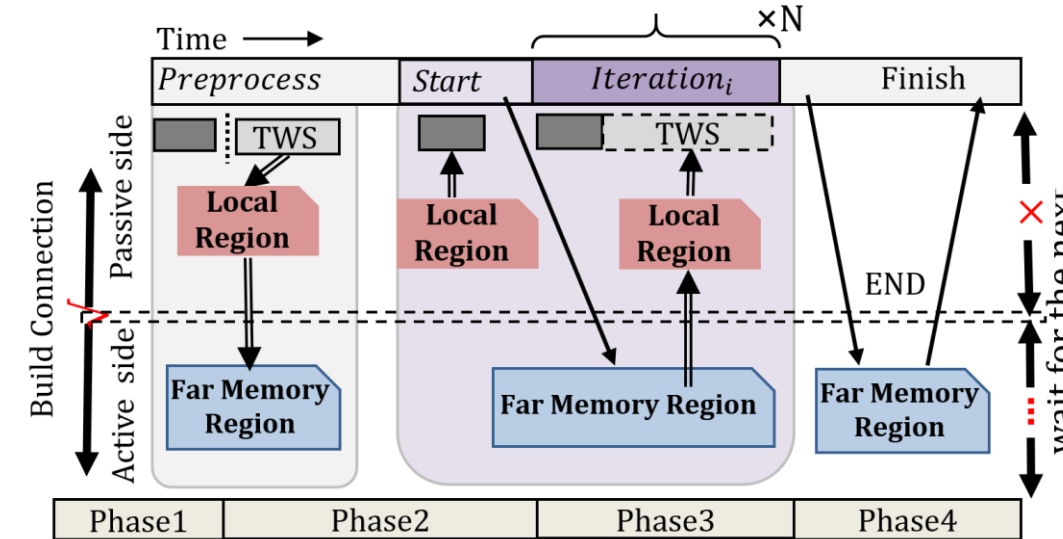 ×N
Time
Preprocess
Start
Iteration_i
Finish
TWS
TWS
Local
Region
Local
Region
Local
Region
×
END
Far Memory
Region
Far Memory Region
Far Memory
Region
Build Connection
Passive side
Active side
wait for the next
√
...
Phase1
Phase2
Phase3
Phase4